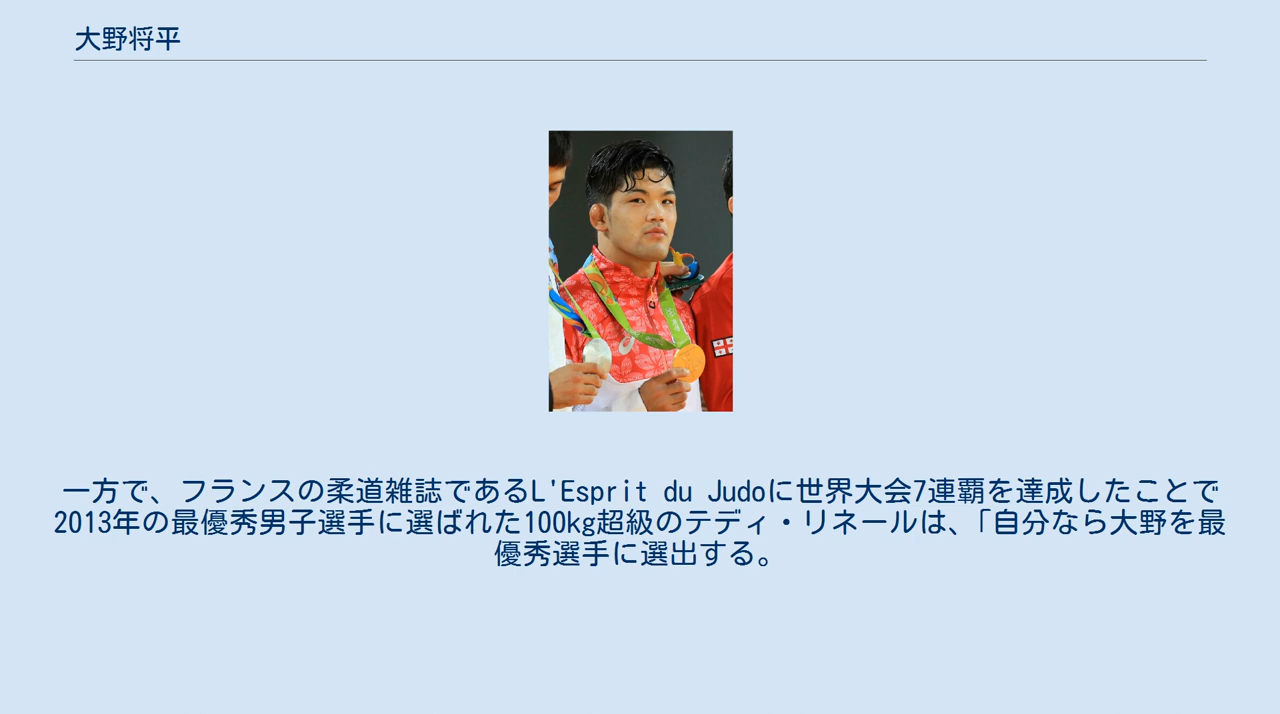 大野将平
一方で、フランスの柔道雑誌であるL'Esprit du Judoに世界大会7連覇を達成したことで
2013年の最優秀男子選手に選ばれた100kg超級のテディ・リネールは、「自分なら大野を最
優秀選手に選出する。